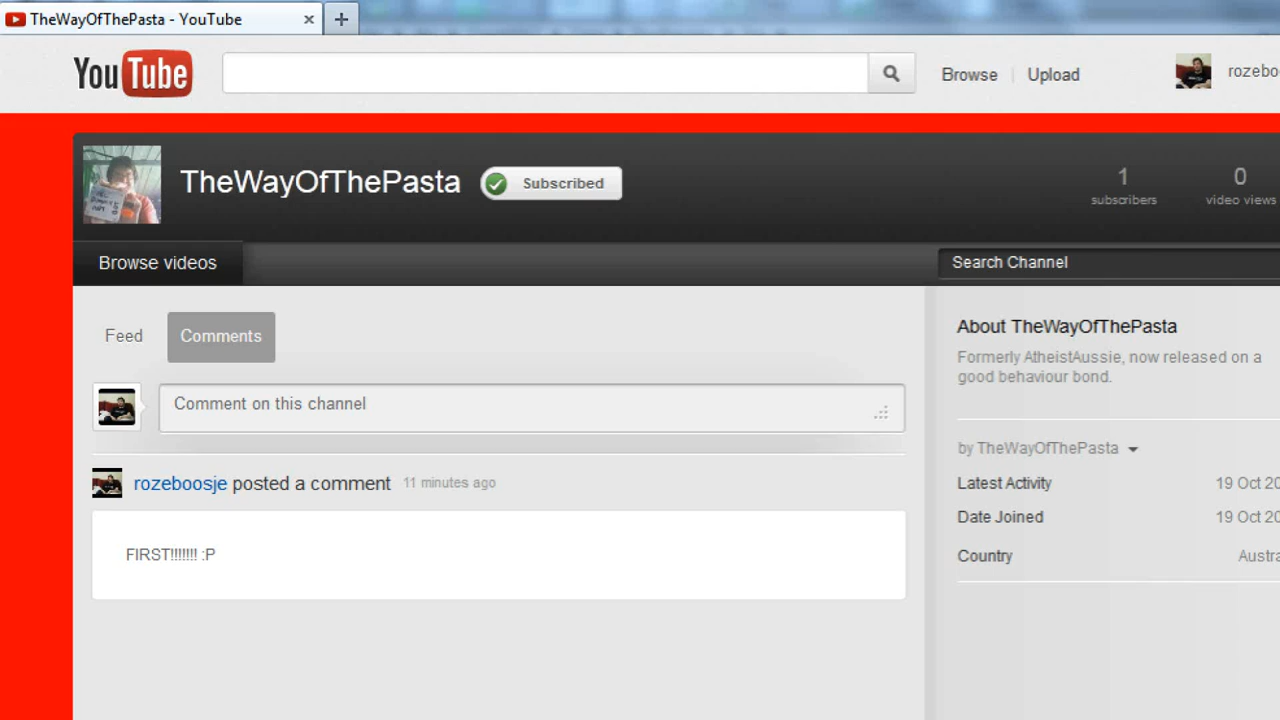 TheWayOfThePasta - YouTube
YouTube
Browse
Upload
rozebo
TheWayOfThePasta
Subscribed
1
subscribers
0
video views
Browse videos
Search Channel
Feed
Comments
Comment on this channel
rozeboosje posted a comment 11 minutes ago
FIRST!!!!!!! :P
About TheWayOfThePasta
Formerly AtheistAussie, now released on a
good behaviour bond.
by TheWayOfThePasta
Latest Activity 19 Oct 20
Date Joined 19 Oct 20
Country Austra